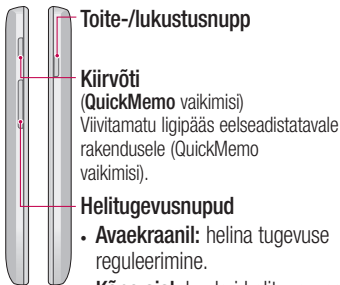 Toite-/lukustusnupp
Kiirvõti
(QuickMemo vaikimisi)
Viivitamatu ligipääs eelseadistatavale
rakendusele (QuickMemo
vaikimisi).
Helitugevusnupud
• Avaekraanil: helina tugevuse
reguleerimine.